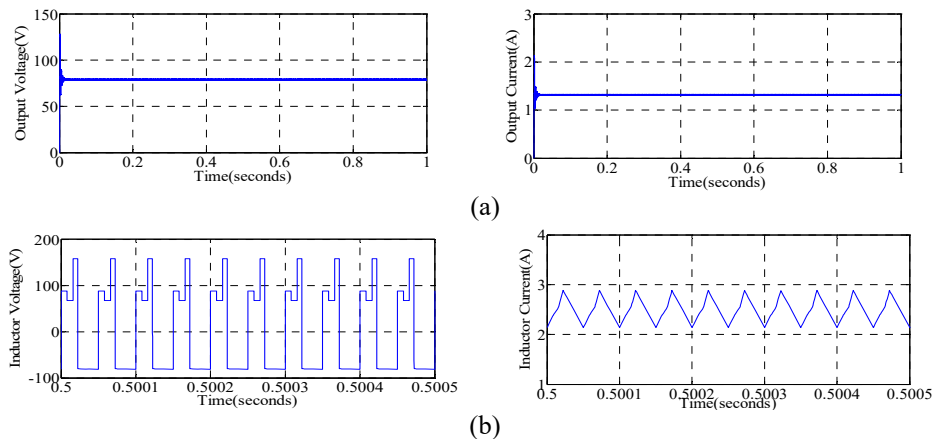 Output Voltage(V)
150
100
50
0
0 0.2 0.4 0.6 0.8 1
Time(seconds)
Output Current(A)
3
2
1
0
0 0.2 0.4 0.6 0.8 1
Time(seconds)
(a)
Inductor Voltage(V)
200
100
0
-100
0.5 0.5001 0.5002 0.5003 0.5004 0.5005
Time(seconds)
Inductor Current(A)
4
3
2
1
0.5 0.5001 0.5002 0.5003 0.5004 0.5005
Time(seconds)
(b)